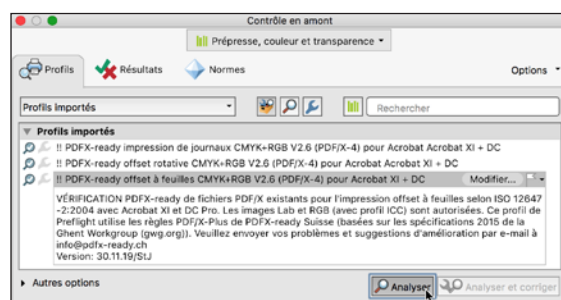 Contrôle en amont
Prépresse, couleur et transparence
Profils
Résultats
Normes
Options
Profils importés
Rechercher
Profils importés
!! PDFX-ready impression de journaux CMYK+RGB V2.6 (PDF/X-4) pour Acrobat Acrobat XI + DC
!! PDFX-ready offset rotative CMYK+RGB V2.6 (PDF/X-4) pour Acrobat Acrobat XI + DC
!! PDFX-ready offset à feuilles CMYK+RGB V2.6 (PDF/X-4) pour Acrobat XI + DC
Modifier...
VÉRIFICATION PDFX-ready de fichiers PDF/X existants pour l'impression offset à feuilles selon ISO 12647
-2:2004 avec Acrobat XI et DC Pro. Les images Lab et RGB (avec profil ICC) sont autorisées. Ce profil de
Preflight utilise les règles PDF/X-Plus de PDFX-ready Suisse (basées sur les spécifications 2015 de la
Ghent Workgroup (gwg.org)). Veuillez envoyer vos problèmes et suggestions d'amélioration par e-mail à
info@pdfx-ready.ch
Version: 30.11.19/StJ
Autres options
Analyser
Analyser et corriger